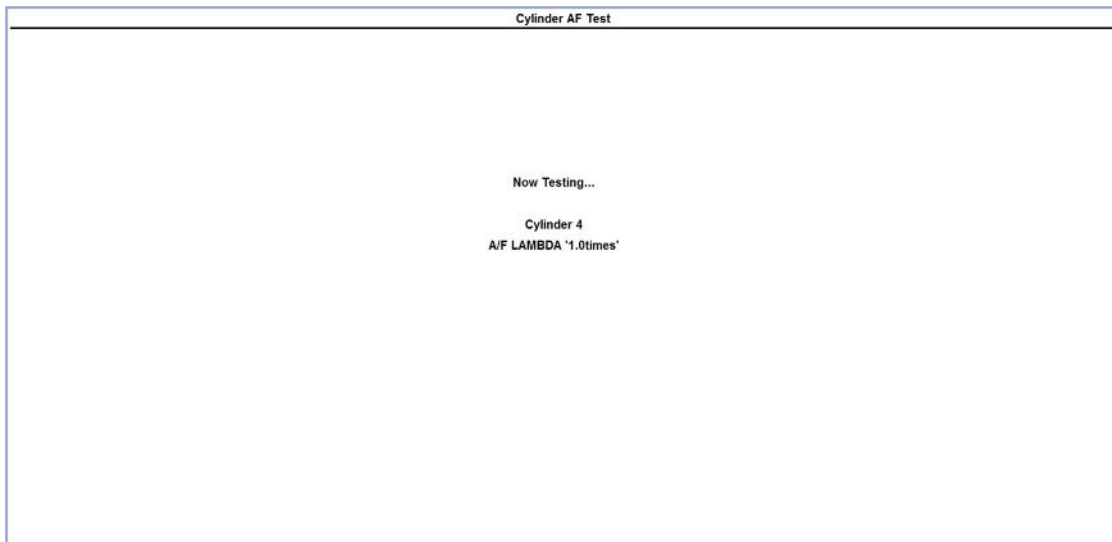 Cylinder AF Test
Now Testing...
Cylinder 4
A/F LAMBDA '1.0times'